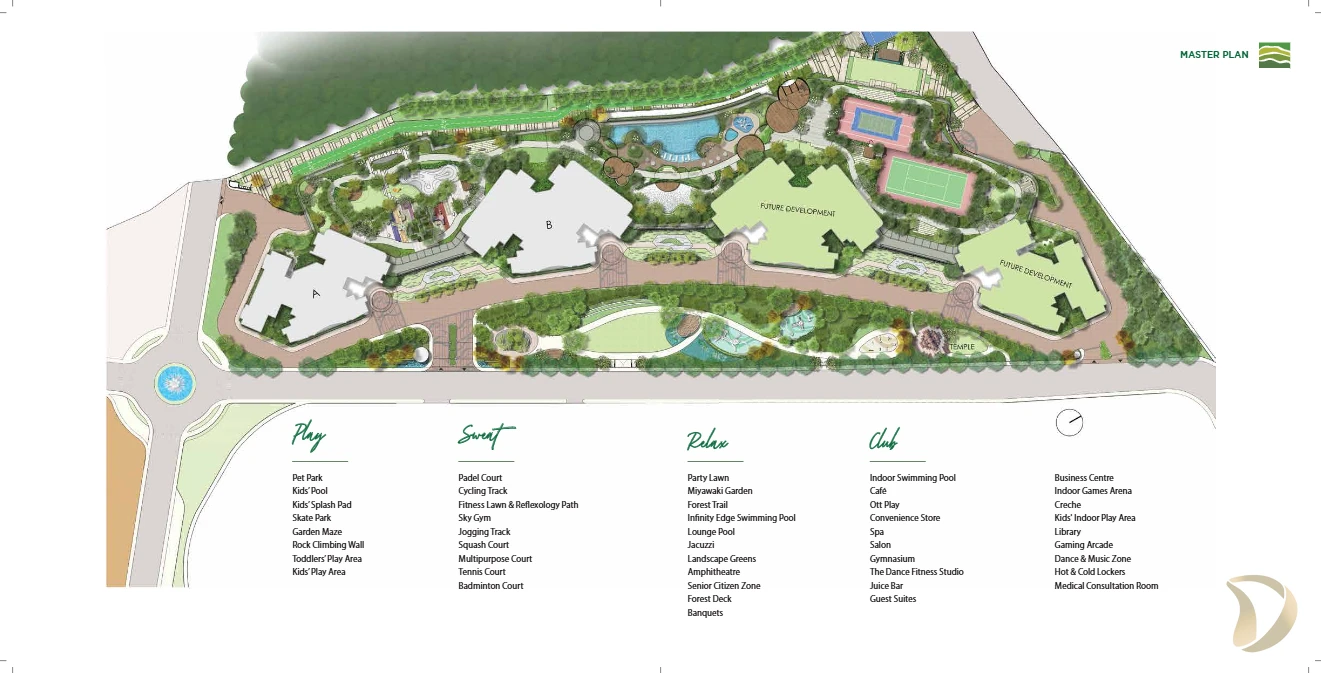 MASTER PLAN
B
FUTURE DEVELOPMENT
A
FUTURE DEVELOPMENT
TEMPLE
Play
Pet Park
Kids' Pool
Kids' Splash Pad
Skate Park
Garden Maze
Rock Climbing Wall
Toddlers' Play Area
Kids' Play Area
Sweat
Padel Court
Cycling Track
Fitness Lawn & Reflexology Path
Sky Gym
Jogging Track
Squash Court
Multipurpose Court
Tennis Court
Badminton Court
Relax
Party Lawn
Miyawaki Garden
Forest Trail
Infinity Edge Swimming Pool
Lounge Pool
Jacuzzi
Landscape Greens
Amphitheatre
Senior Citizen Zone
Forest Deck
Banquets
Club
Indoor Swimming Pool
Café
Ott Play
Convenience Store
Spa
Salon
Gymnasium
The Dance Fitness Studio
Juice Bar
Guest Suites
Business Centre
Indoor Games Arena
Creche
Kids' Indoor Play Area
Library
Gaming Arcade
Dance & Music Zone
Hot & Cold Lockers
Medical Consultation Room